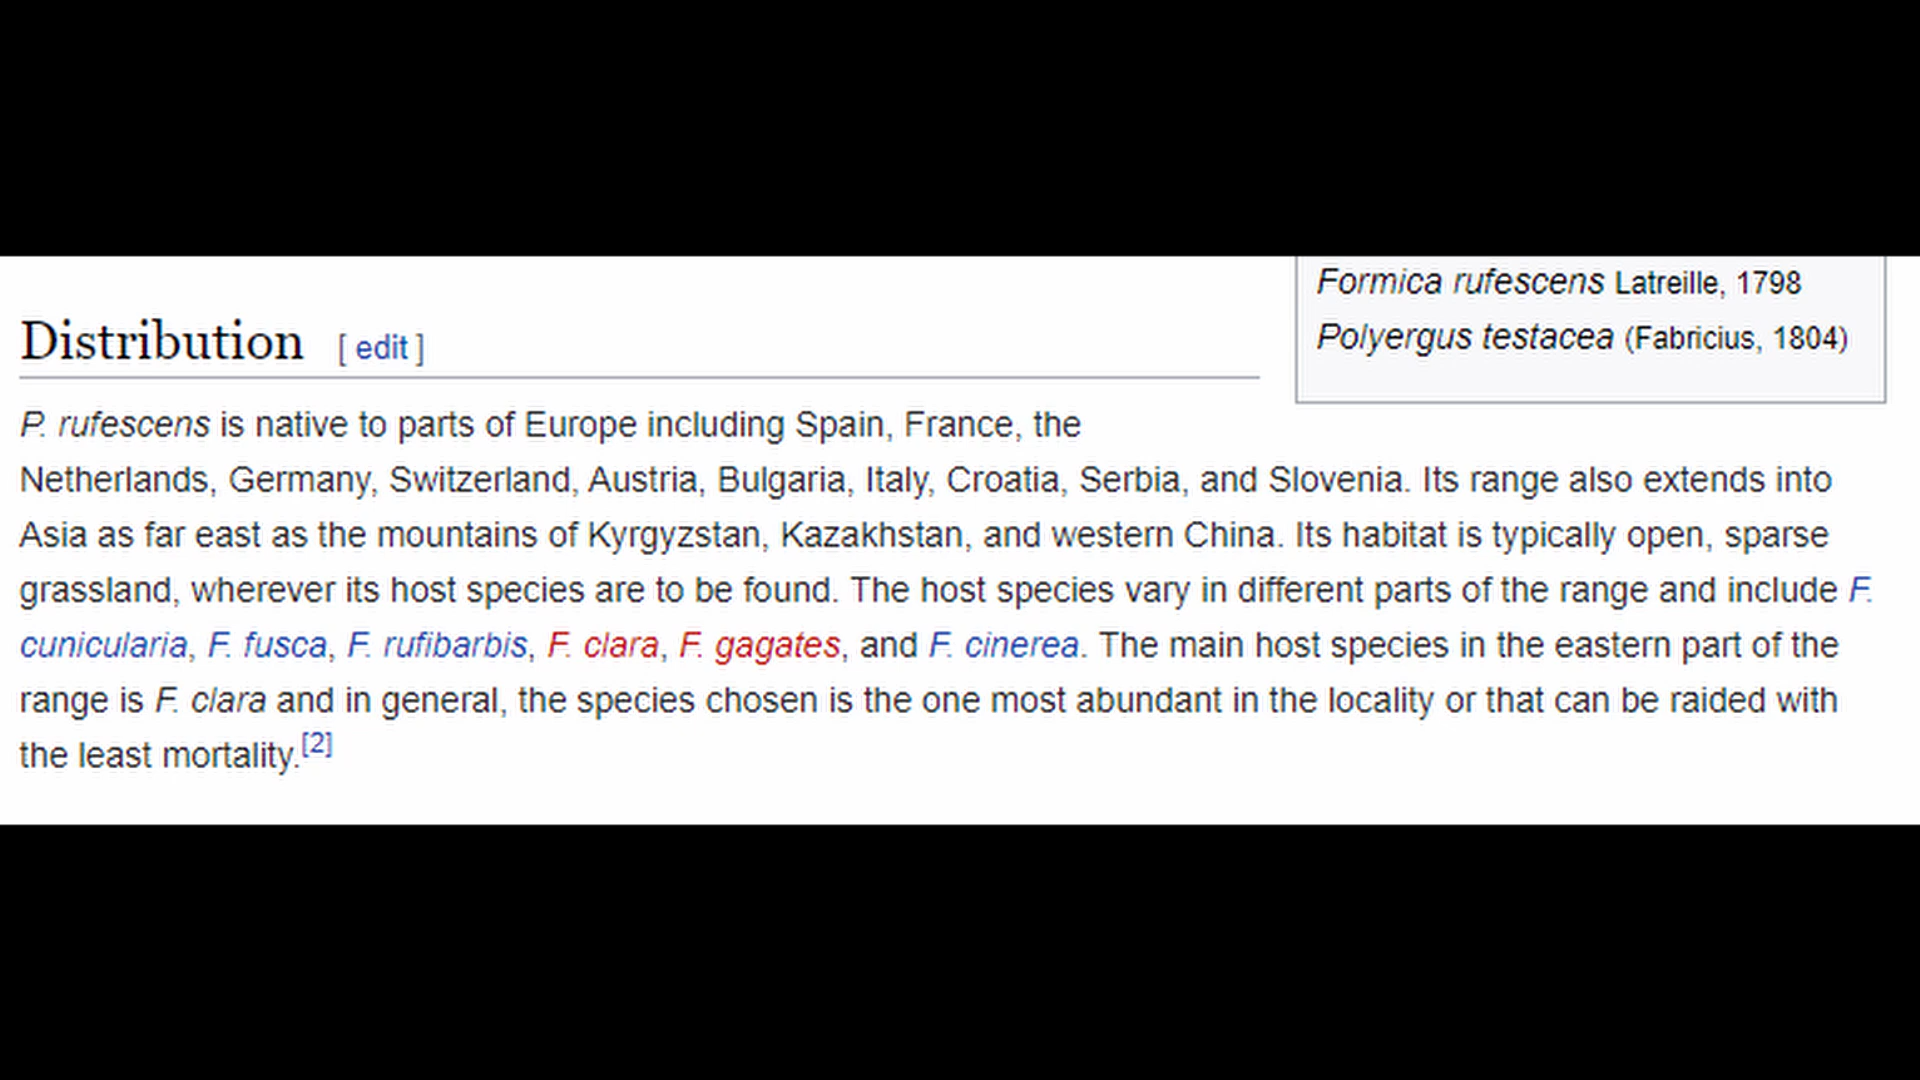 Formica rufescens Latreille, 1798
Polyergus testacea (Fabricius, 1804)
Distribution [ edit ]
P. rufescens is native to parts of Europe including Spain, France, the
Netherlands, Germany, Switzerland, Austria, Bulgaria, Italy, Croatia, Serbia, and Slovenia. Its range also extends into
Asia as far east as the mountains of Kyrgyzstan, Kazakhstan, and western China. Its habitat is typically open, sparse
grassland, wherever its host species are to be found. The host species vary in different parts of the range and include F.
cunicularia, F. fusca, F. rufibarbis, F. clara, F. gagates, and F. cinerea. The main host species in the eastern part of the
range is F. clara and in general, the species chosen is the one most abundant in the locality or that can be raided with
the least mortality.[2]